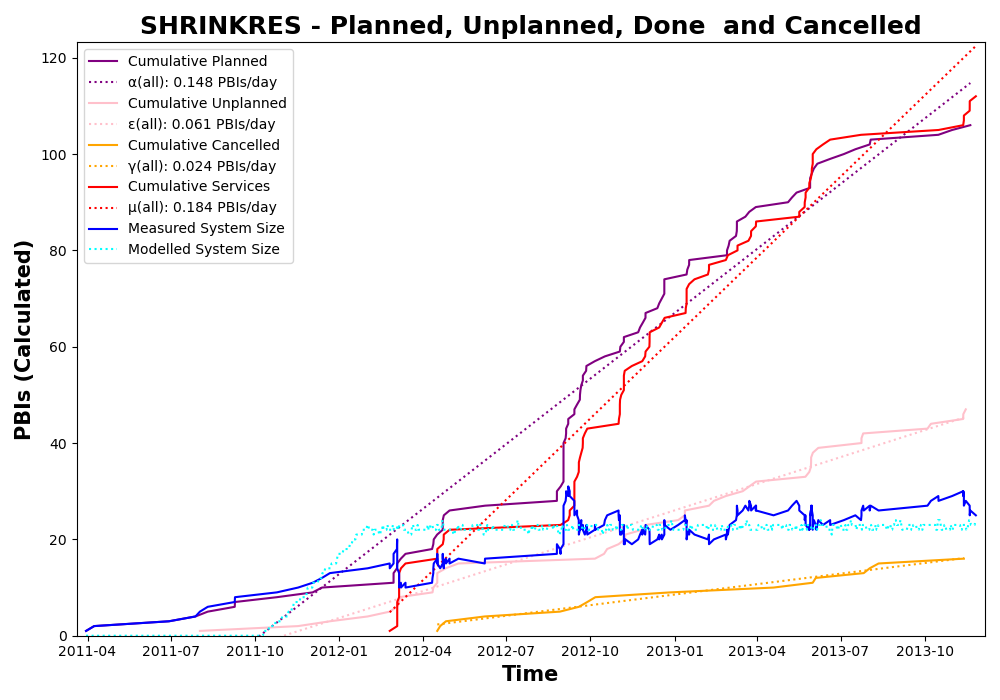 SHRINKRES - Planned, Unplanned, Done  and Cancelled
Cumulative Planned
α(all): 0.148 PBIs/day
Cumulative Unplanned
ε(all): 0.061 PBIs/day
Cumulative Cancelled
γ(all): 0.024 PBIs/day
Cumulative Services
μ(all): 0.184 PBIs/day
Measured System Size
Modelled System Size
PBIs (Calculated)
120
100
80
60
40
20
0
2011-04 2011-07 2011-10 2012-01 2012-04 2012-07 2012-10 2013-01 2013-04 2013-07 2013-10
Time